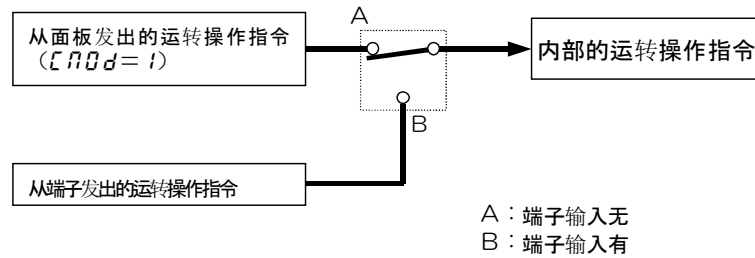 A
从面板发出的运转操作指令
（CMOd＝1）
内部的运转操作指令
B
从端子发出的运转操作指令
A：端子输入无
B：端子输入有